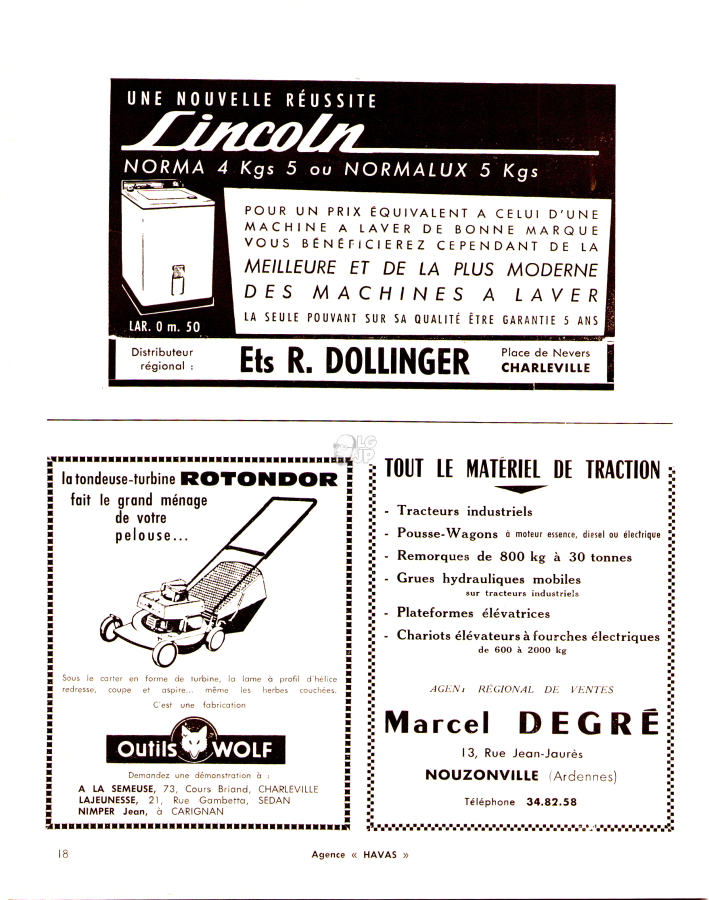 UNE NOUVELLE RÉUSSITE
Lincoln
NORMA 4 Kgs 5 ou NORMALUX 5 Kgs
POUR UN PRIX ÉQUIVALENT A CELUI D'UNE
MACHINE A LAVER DE BONNE MARQUE
VOUS BÉNÉFICIEREZ CEPENDANT DE LA
MEILLEURE ET DE LA PLUS MODERNE
DES MACHINES A LAVER
LA SEULE POUVANT SUR SA QUALITÉ ÊTRE GARANTIE 5 ANS
LAR. 0 m. 50
Distributeur
régional :
Ets R. DOLLINGER
Place de Nevers
CHARLEVILLE
LG
AJP
la tondeuse-turbine ROTONDOR
fait le grand ménage
de votre
pelouse...
Sous le carter en forme de turbine, la lame à profil d'hélice
redresse, coupe et aspire... même les herbes couchées.
C'est une fabrication
Outils WOLF
Demandez une démonstration à :
A LA SEMEUSE, 73, Cours Briand, CHARLEVILLE
LAJEUNESSE, 21, Rue Gambetta, SEDAN
NIMPER Jean, à CARIGNAN
TOUT LE MATÉRIEL DE TRACTION
- Tracteurs industriels
- Pousse-Wagons à moteur essence, diesel ou électrique
- Remorques de 800 kg à 30 tonnes
- Grues hydrauliques mobiles
sur tracteurs industriels
- Plateformes élévatrices
- Chariots élévateurs à fourches électriques
de 600 à 2000 kg
AGENT RÉGIONAL DE VENTES
Marcel DEGRÉ
13, Rue Jean-Jaurès
NOUZONVILLE (Ardennes)
Téléphone 34.82.58
18
Agence « HAVAS »